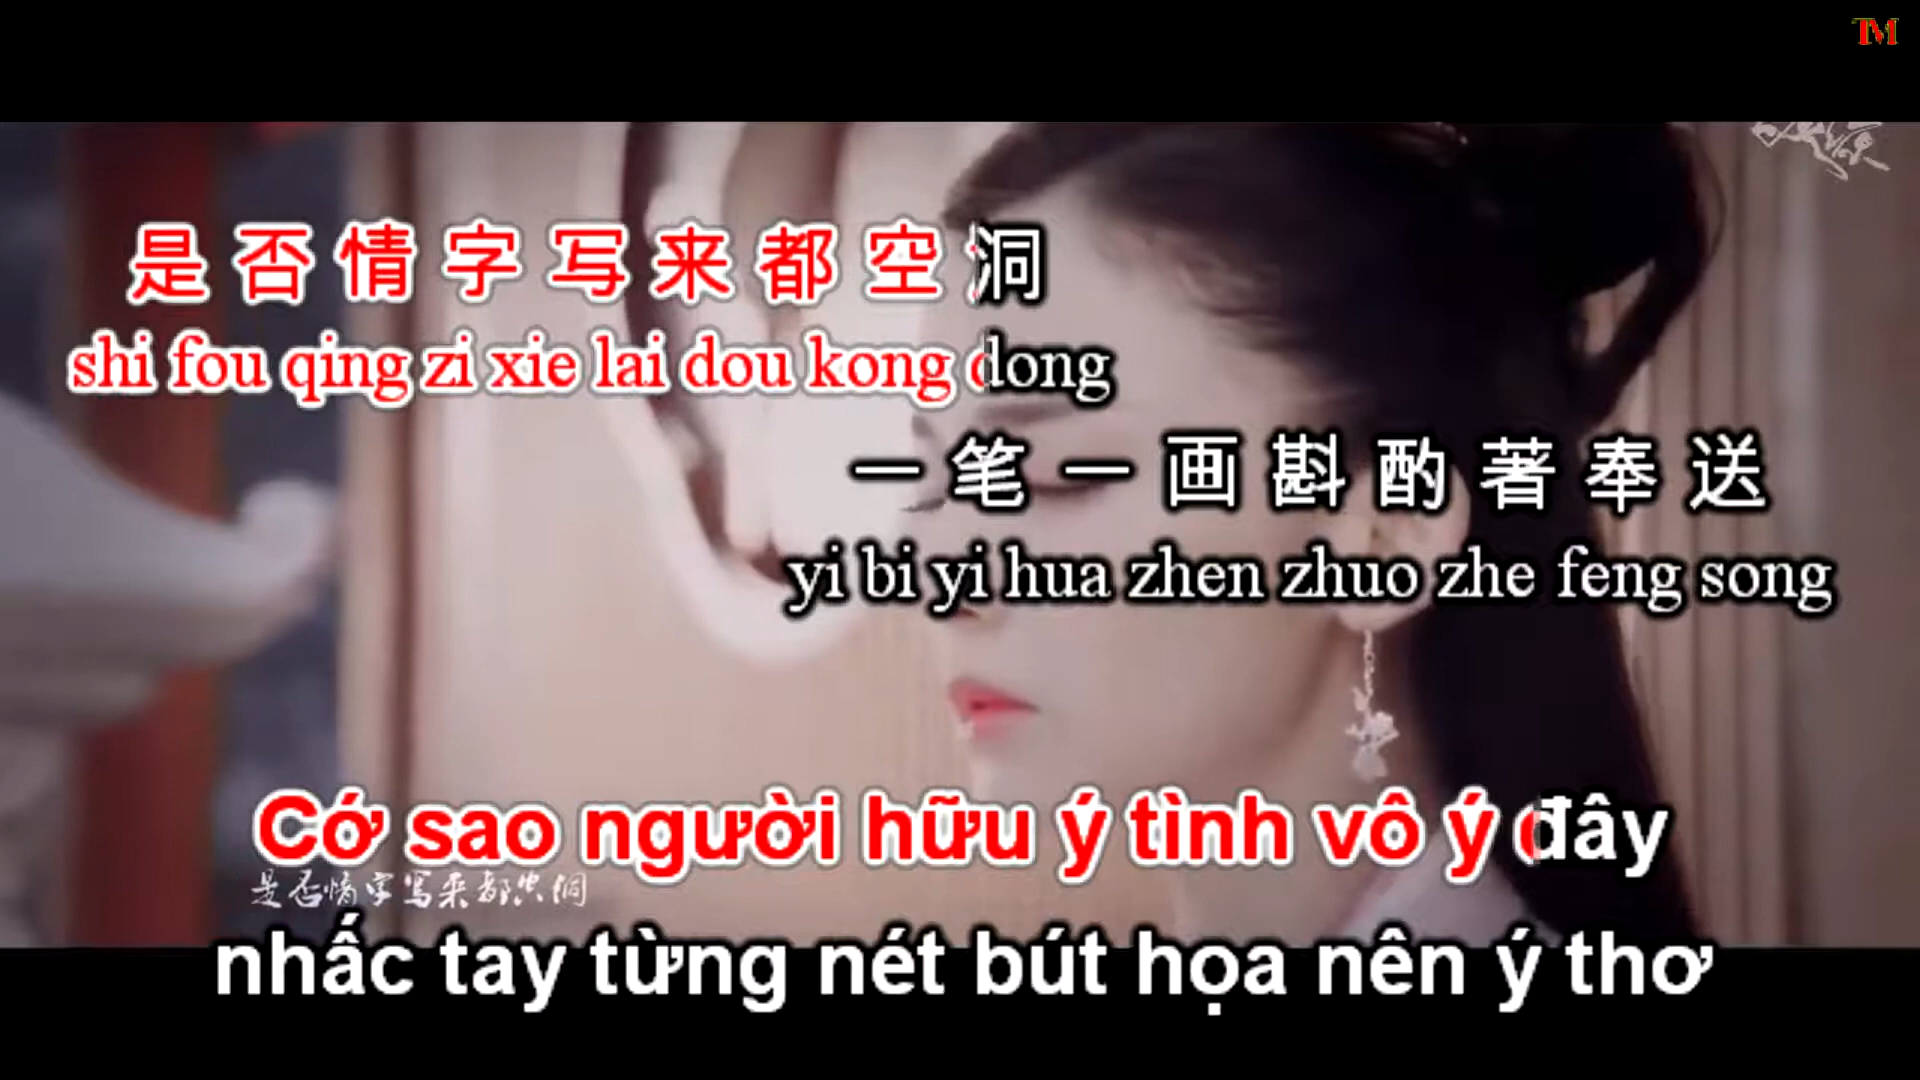 TM
是否情字写来都空洞
shi fou qing zi xie lai dou kong dong
一笔一画斟酌著奉送
yi bi yi hua zhen zhuo zhe feng song
Cớ sao người hữu ý tình vô ý đây
是否情字写来都空洞
nhấc tay từng nét bút họa nên ý thơ